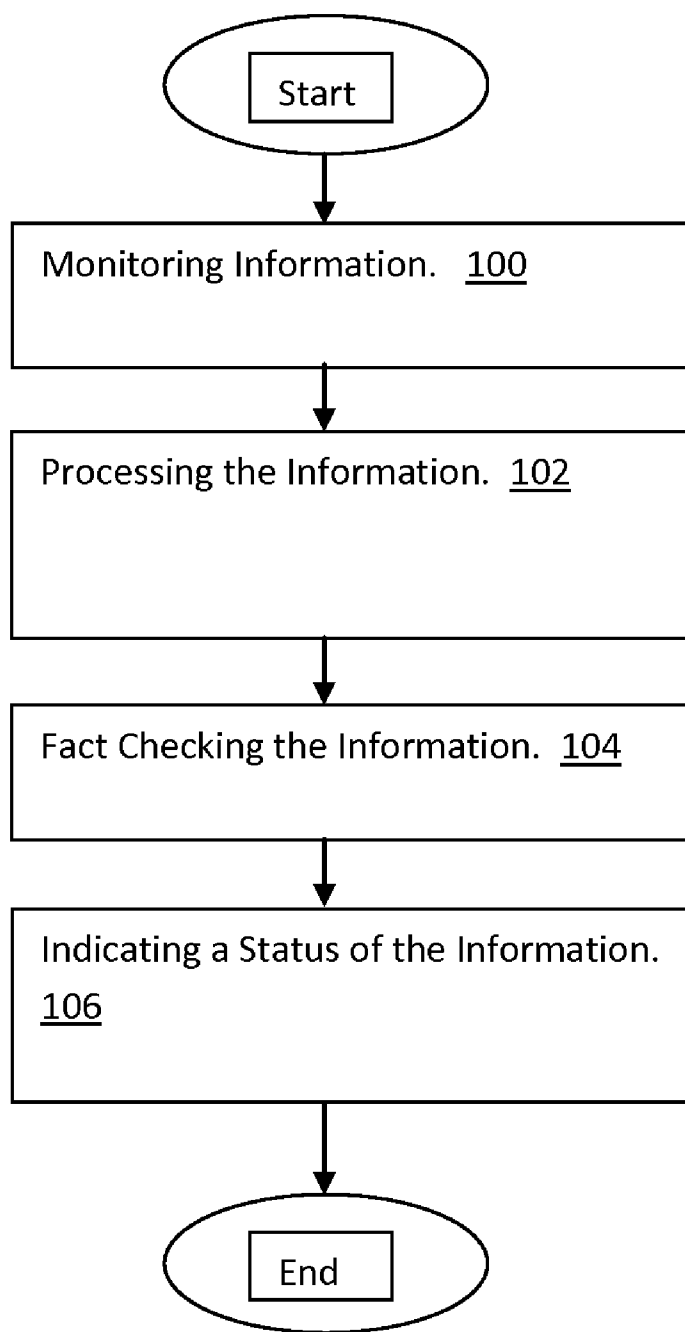 Start
Monitoring Information. 100
Processing the Information. 102
Fact Checking the Information. 104
Indicating a Status of the Information.
106
End